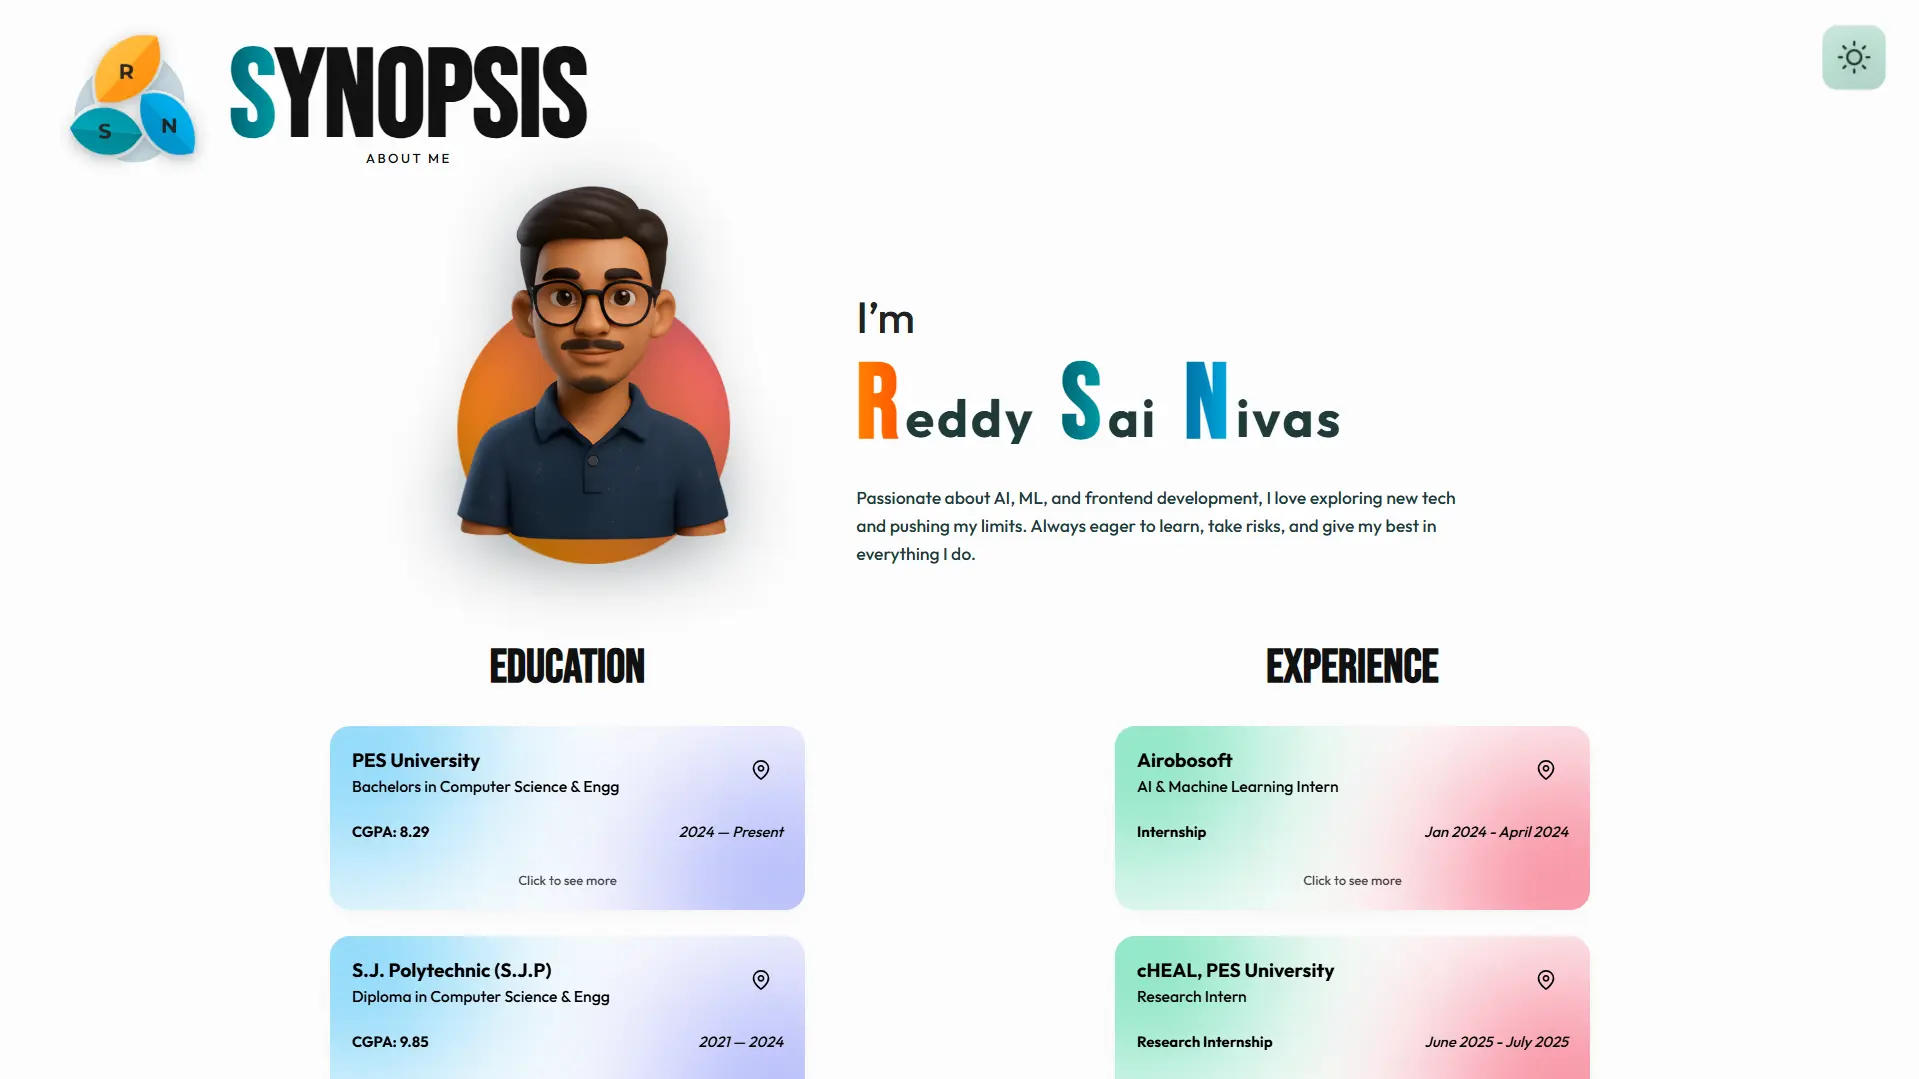 R
S
N
SYNOPSIS
ABOUT ME
I'm
Reddy Sai Nivas
Passionate about AI, ML, and frontend development, I love exploring new tech
and pushing my limits. Always eager to learn, take risks, and give my best in
everything I do.
EDUCATION
PES University
Bachelors in Computer Science & Engg
CGPA: 8.29
2024 — Present
Click to see more
S.J. Polytechnic (S.J.P)
Diploma in Computer Science & Engg
CGPA: 9.85
2021 — 2024
EXPERIENCE
Airobosoft
AI & Machine Learning Intern
Internship
Jan 2024 - April 2024
Click to see more
cHEAL, PES University
Research Intern
Research Internship
June 2025 - July 2025